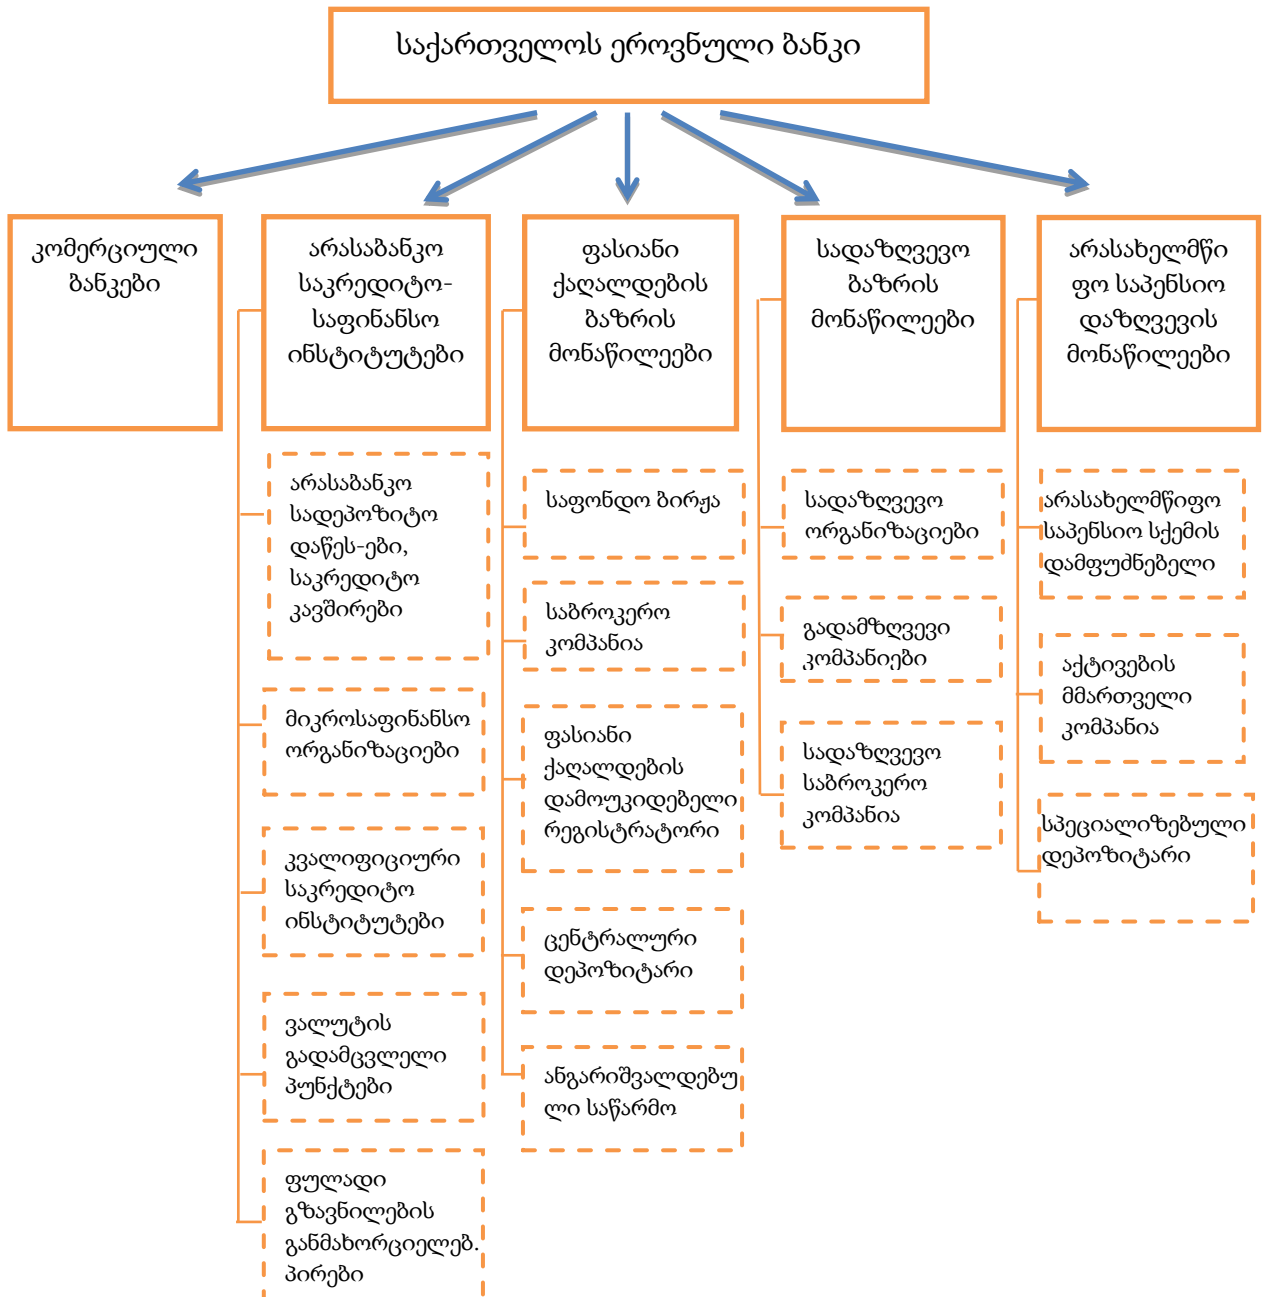 საქართველოს ეროვნული ბანკი
კომერციული
ბანკები
არასაბანკო
საკრედიტო-
საფინანსო
ინსტიტუტები
ფასიანი
ქაღალდების
ბაზრის
მონაწილეები
სადაზღვევო
ბაზრის
მონაწილეები
არასახელმწი
ფო საპენსიო
დაზღვევის
მონაწილეები
არასაბანკო
სადეპოზიტო
დაწეს-ები,
საკრედიტო
კავშირები
მიკროსაფინანსო
ორგანიზაციები
კვალიფიციური
საკრედიტო
ინსტიტუტები
ვალუტის
გადამცვლელი
პუნქტები
ფულადი
გზავნილების
განმახორციელებ.
პირები
საფონდო ბირჟა
საბროკერო
კომპანია
ფასიანი
ქაღალდების
დამოუკიდებელი
რეგისტრატორი
ცენტრალური
დეპოზიტარი
ანგარიშვალდებუ
ლი საწარმო
სადაზღვევო
ორგანიზაციები
გადამზღვევი
კომპანიები
სადაზღვევო
საბროკერო
კომპანია
არასახელმწიფო
საპენსიო სქემის
დამფუძნებელი
აქტივების
მმართველი
კომპანია
სპეციალიზებული
დეპოზიტარი